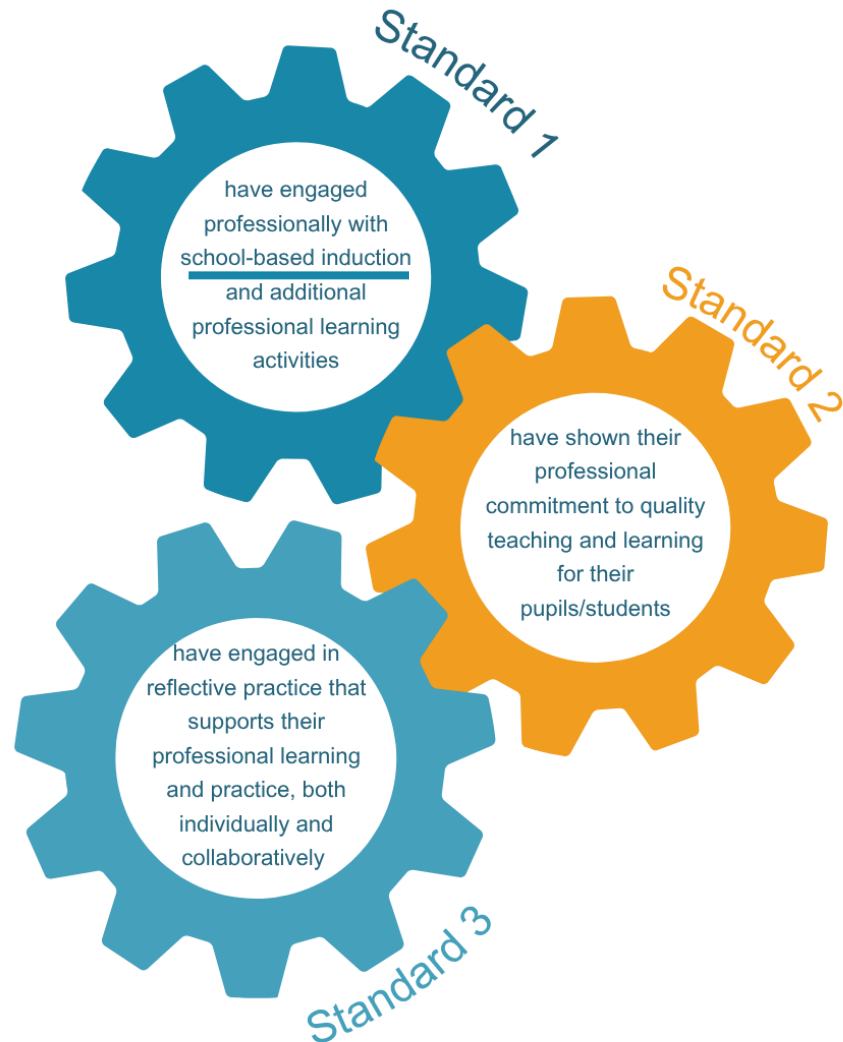 Standard 1
have engaged
professionally with
school-based induction
and additional
professional learning
activities
Standard 2
have shown their
professional
commitment to quality
teaching and learning
for their
pupils/students
have engaged in
reflective practice that
supports their
professional learning
and practice, both
individually and
collaboratively
Standard 3